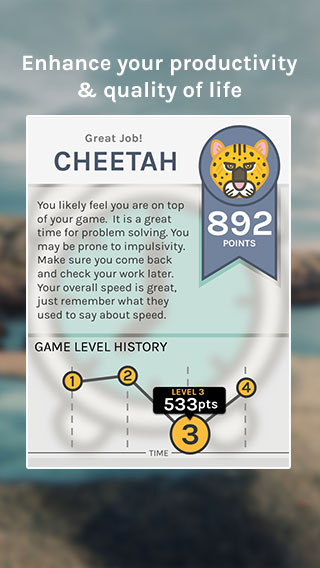 Enhance your productivity
& quality of life
Great Job!
CHEETAH
892
POINTS
You likely feel you are on top
of your game.  It is a great
time for problem solving. You
may be prone to impulsivity.
Make sure you come back
and check your work later.
Your overall speed is great,
just remember what they
used to say about speed.
GAME LEVEL HISTORY
1
2
LEVEL 3
533pts
3
4
TIME